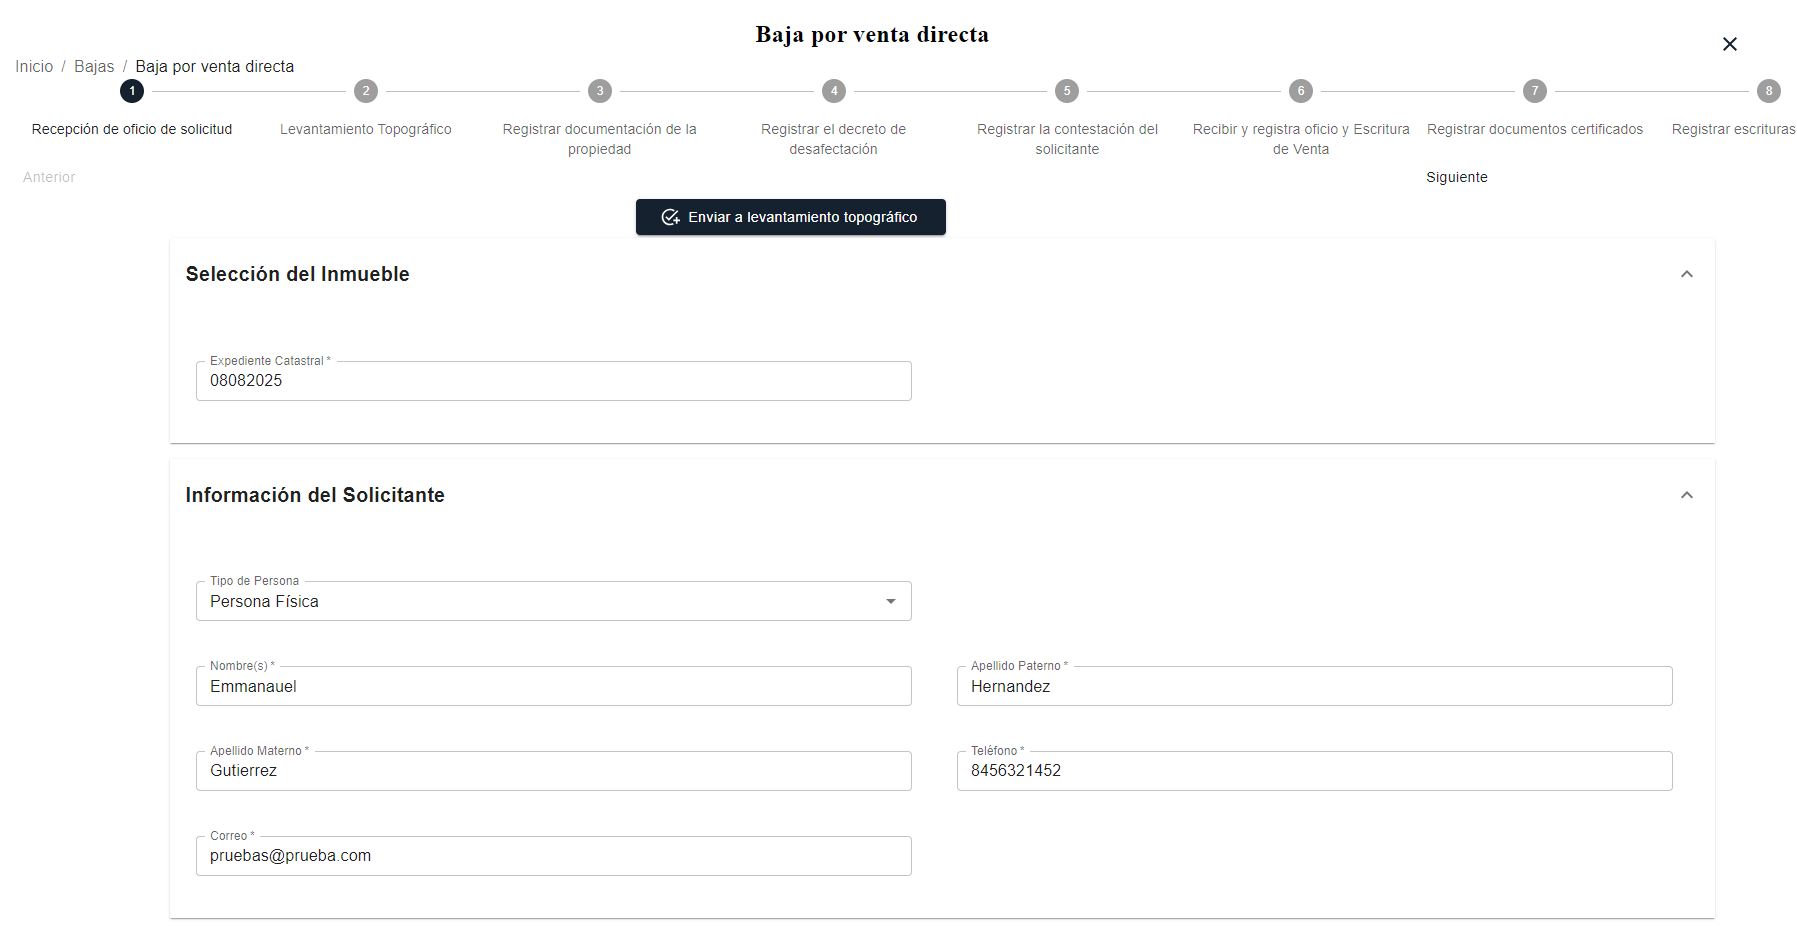 Baja por venta directa
Inicio / Bajas / Baja por venta directa
1 2 3 4 5 6 7 8
Recepción de oficio de solicitud
Levantamiento Topográfico
Registrar documentación de la
propiedad
Registrar el decreto de
desafectación
Registrar la contestación del
solicitante
Recibir y registra oficio y Escritura
de Venta
Registrar documentos certificados
Registrar escrituras
Anterior
Siguiente
Enviar a levantamiento topográfico
Selección del Inmueble
Expediente Catastral *
08082025
Información del Solicitante
Tipo de Persona
Persona Física
Nombre(s) *
Emmanauel
Apellido Paterno *
Hernandez
Apellido Materno *
Gutierrez
Teléfono *
8456321452
Correo *
pruebas@prueba.com